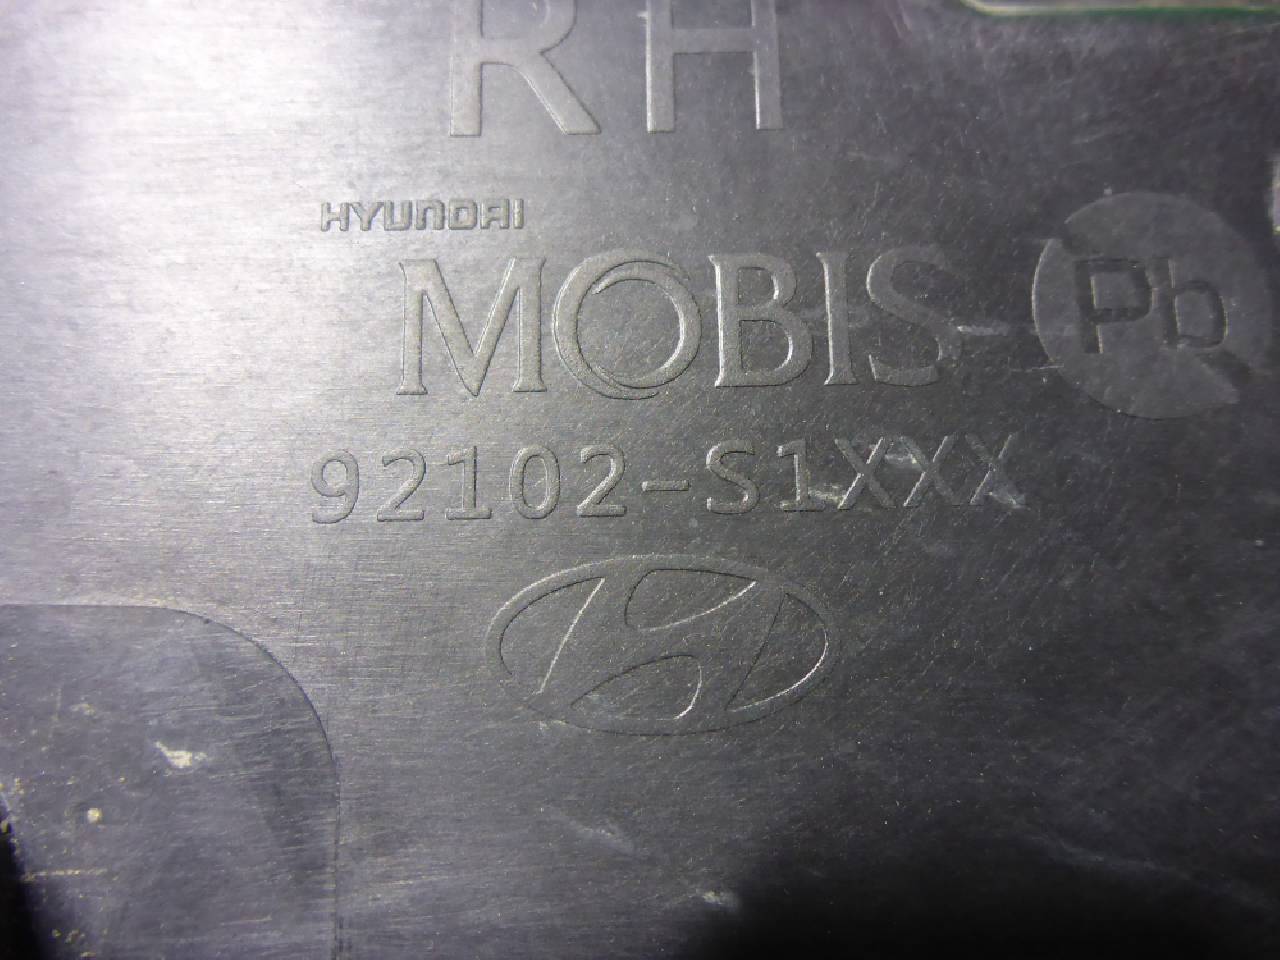 RH
HYUNDAI
MOBIS
Pb
92102-S1XXX